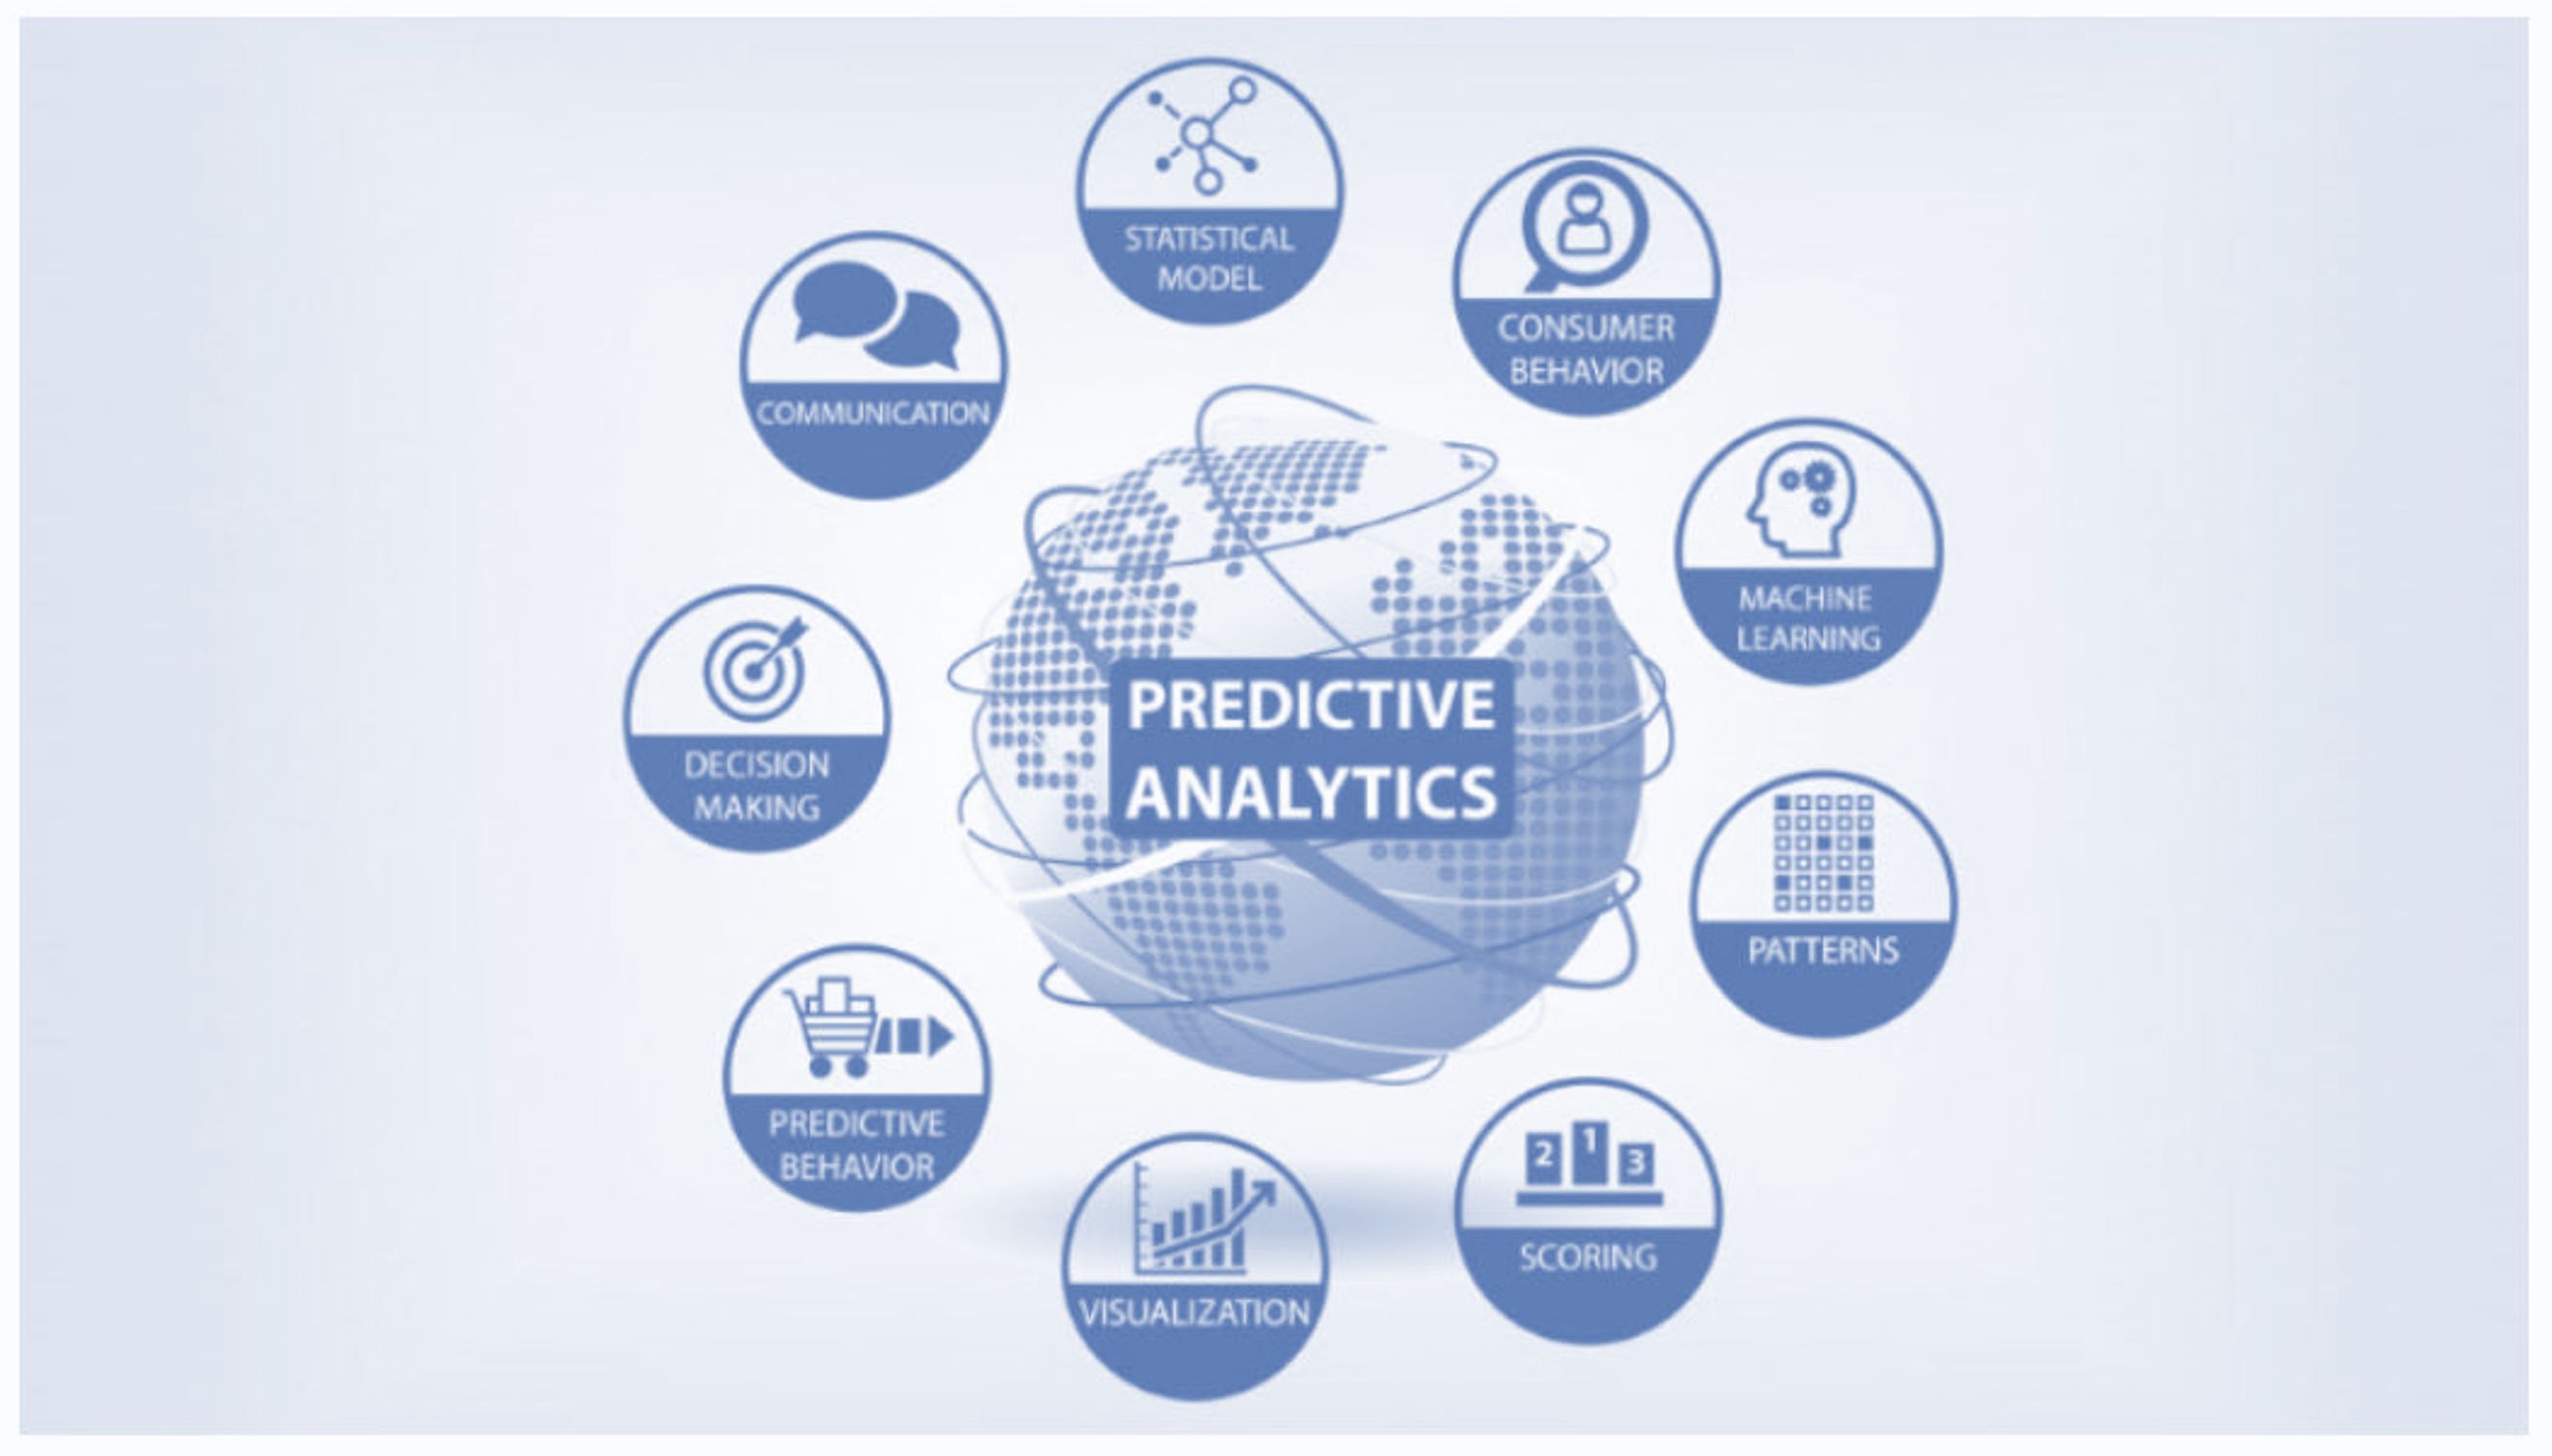 STATISTICAL
MODEL
CONSUMER
BEHAVIOR
COMMUNICATION
MACHINE
LEARNING
PREDICTIVE
ANALYTICS
DECISION
MAKING
PATTERNS
PREDICTIVE
BEHAVIOR
2 1 3
SCORING
VISUALIZATION